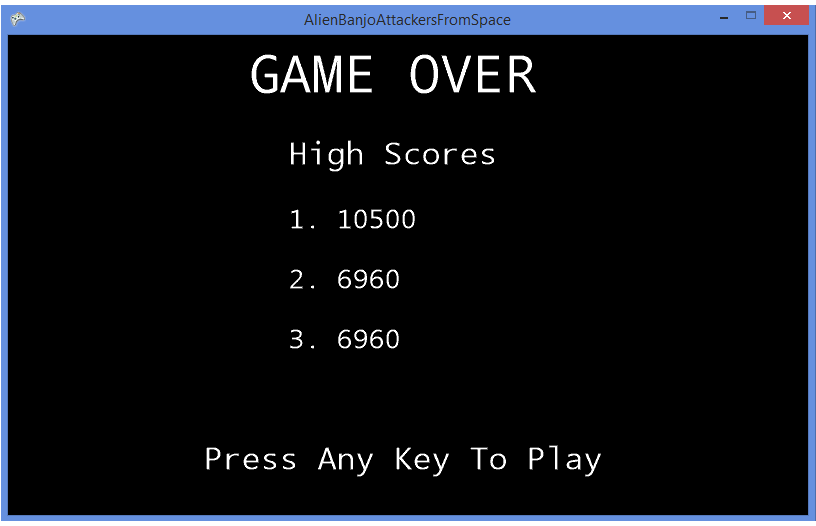 AlienBanjoAttackersFromSpace
GAME OVER
High Scores
1. 10500
2. 6960
3. 6960
Press Any Key To Play